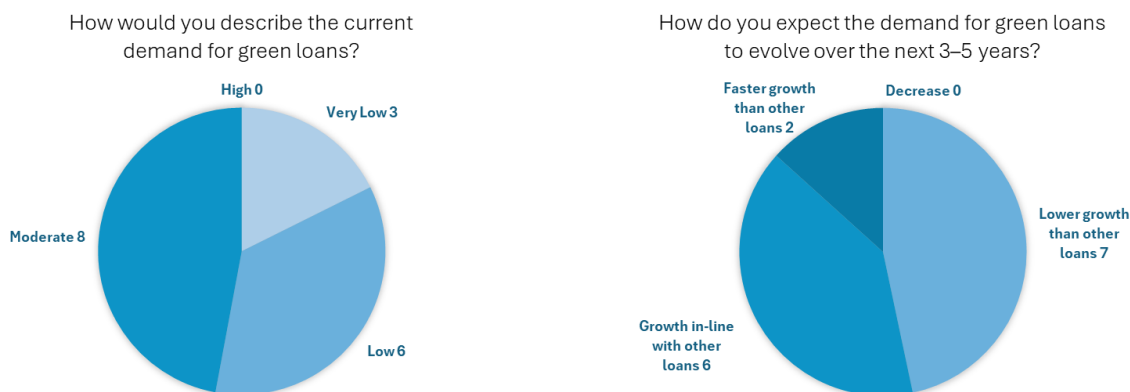 How would you describe the current
demand for green loans?
High 0
Very Low 3
Moderate 8
Low 6
How do you expect the demand for green loans
to evolve over the next 3–5 years?
Faster growth
than other
loans 2
Decrease 0
Lower growth
than other
loans 7
Growth in-line
with other
loans 6